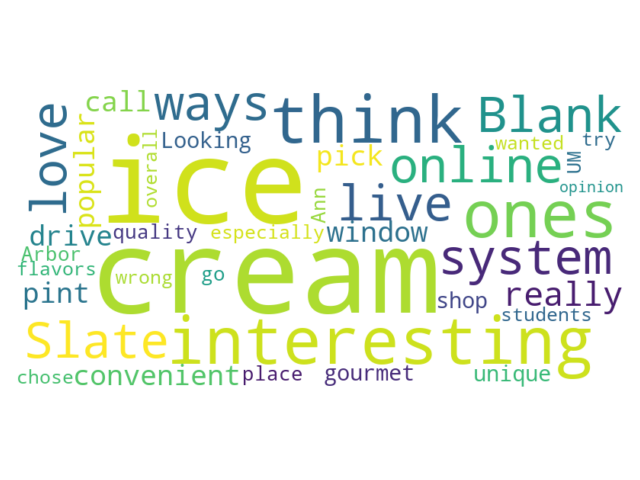 call
ways
think
Blank
love
popular
overall
Looking
ice
pick
online
wanted
try
UM
opinion
Ann
live
ones
drive
quality
especially
window
system
Arbor
flavors
wrong
go
cream
pint
shop
really
students
Slate
interesting
chose
convenient
place
gourmet
unique